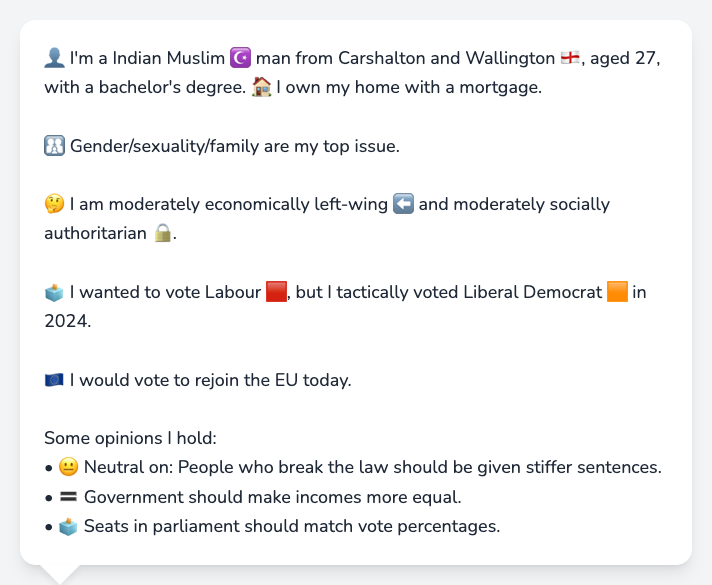 👤 I'm a Indian Muslim ☪️ man from Carshalton and Wallington 🏴󠁧󠁢󠁥󠁮󠁧󠁿, aged 27,
with a bachelor's degree. 🏠 I own my home with a mortgage.
🚻 Gender/sexuality/family are my top issue.
🤔 I am moderately economically left-wing ⬅️ and moderately socially
authoritarian 🔒.
🗳️ I wanted to vote Labour 🟥, but I tactically voted Liberal Democrat 🟧 in
2024.
🇪🇺 I would vote to rejoin the EU today.
Some opinions I hold:
• 😐 Neutral on: People who break the law should be given stiffer sentences.
• 🟰 Government should make incomes more equal.
• 🗳️ Seats in parliament should match vote percentages.